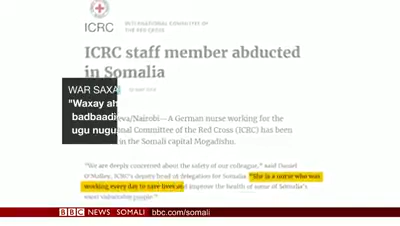 INTERNATIONAL COMMITTEE OF
THE RED CROSS
ICRC
ICRC staff member abducted
in Somalia
WAR SAXA
"Waxay ah
badbaadi
ugu nugu
eva/Nairobi—A German nurse working for the
onal Committee of the Red Cross (ICRC) has been
in the Somali capital Mogadishu.
"We are deeply concerned about the safety of our colleague," said Daniel
O'Malley, ICRC's deputy head of delegation for Somalia. "She is a nurse who was
working every day to save lives and improve the health of some of Somalia's
most vulnerable people."
BBC NEWS SOMALI bbc.com/somali